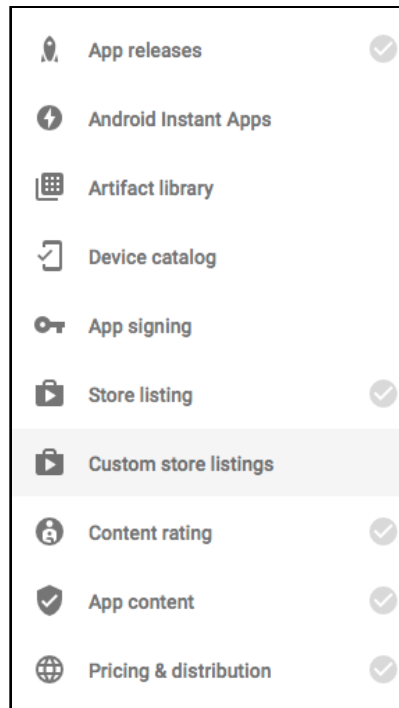 App releases
Android Instant Apps
Artifact library
Device catalog
App signing
Store listing
Custom store listings
Content rating
App content
Pricing & distribution